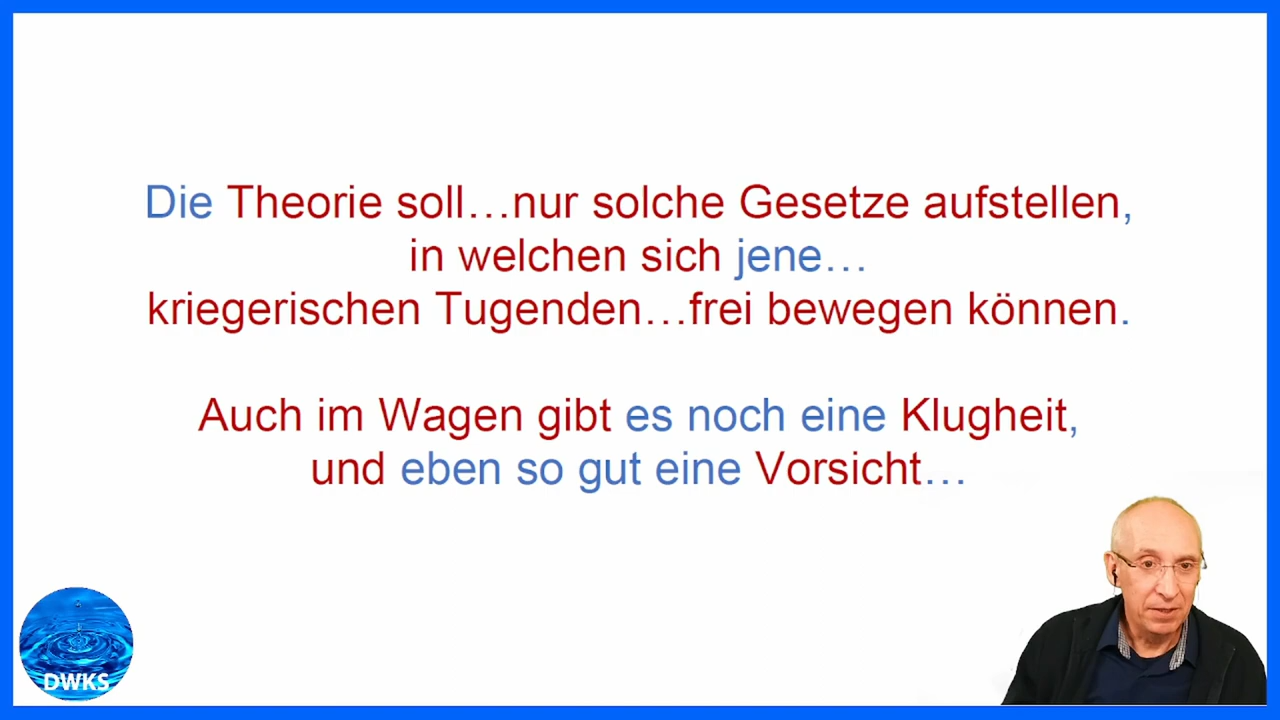 Die Theorie soll…nur solche Gesetze aufstellen,
in welchen sich jene…
kriegerischen Tugenden…frei bewegen können.
Auch im Wagen gibt es noch eine Klugheit,
und eben so gut eine Vorsicht…
DWKS